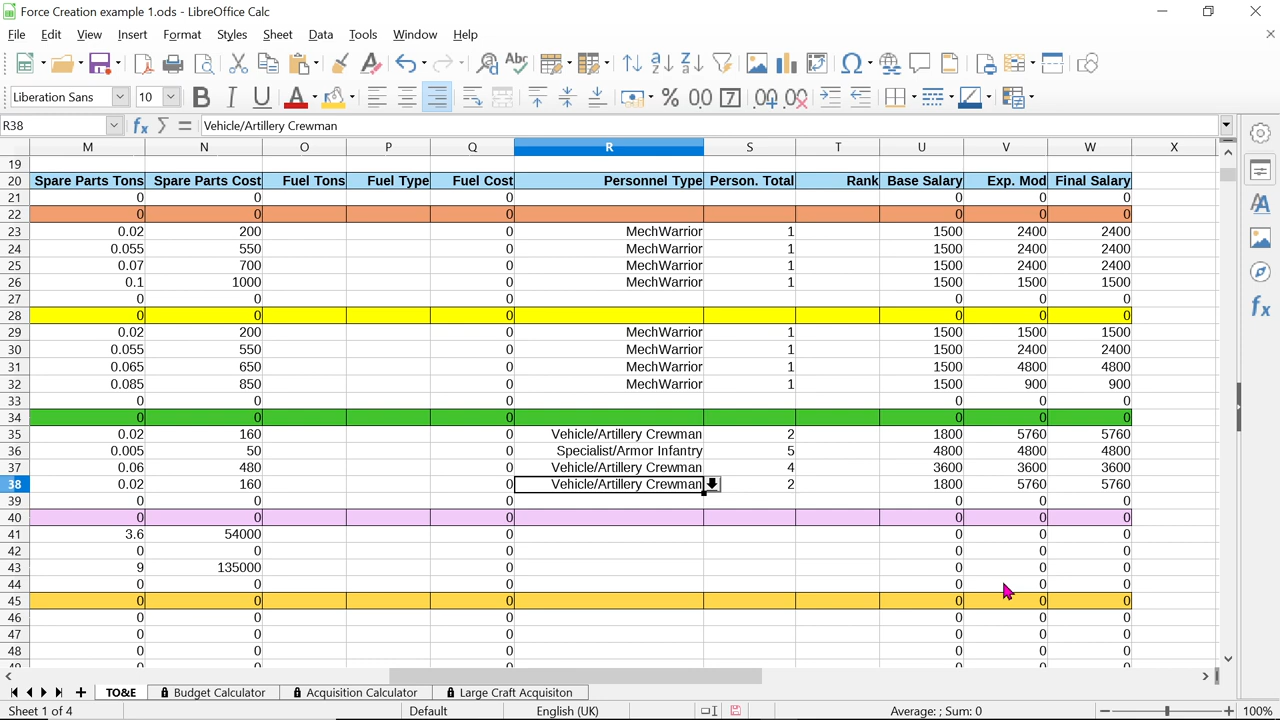 Force Creation example 1.ods - LibreOffice Calc
File Edit View Insert Format Styles Sheet Data Tools Window Help
Liberation Sans 10
R38 Vehicle/Artillery Crewman
M N O P Q R S T U V W X
19
20 Spare Parts Tons Spare Parts Cost Fuel Tons Fuel Type Fuel Cost Personnel Type Person. Total Rank Base Salary Exp. Mod Final Salary
21 0 0 0 0 0 0
22 0 0 0 0 0 0
23 0.02 200 0 MechWarrior 1 1500 2400 2400
24 0.055 550 0 MechWarrior 1 1500 2400 2400
25 0.07 700 0 MechWarrior 1 1500 2400 2400
26 0.1 1000 0 MechWarrior 1 1500 1500 1500
27 0 0 0 0 0 0
28 0 0 0 0 0 0
29 0.02 200 0 MechWarrior 1 1500 1500 1500
30 0.055 550 0 MechWarrior 1 1500 2400 2400
31 0.065 650 0 MechWarrior 1 1500 4800 4800
32 0.085 850 0 MechWarrior 1 1500 900 900
33 0 0 0 0 0 0
34 0 0 0 0 0 0
35 0.02 160 0 Vehicle/Artillery Crewman 2 1800 5760 5760
36 0.005 50 0 Specialist/Armor Infantry 5 4800 4800 4800
37 0.06 480 0 Vehicle/Artillery Crewman 4 3600 3600 3600
38 0.02 160 0 Vehicle/Artillery Crewman 2 1800 5760 5760
39 0 0 0 0 0 0
40 0 0 0 0 0 0
41 3.6 54000 0 0 0 0
42 0 0 0 0 0 0
43 9 135000 0 0 0 0
44 0 0 0 0 0 0
45 0 0 0 0 0 0
46 0 0 0 0 0 0
47 0 0 0 0 0 0
48 0 0 0 0 0 0
49 0 0 0 0 0 0
TO&E Budget Calculator Acquisition Calculator Large Craft Acquisiton
Sheet 1 of 4 Default English (UK) Average: ; Sum: 0 100%